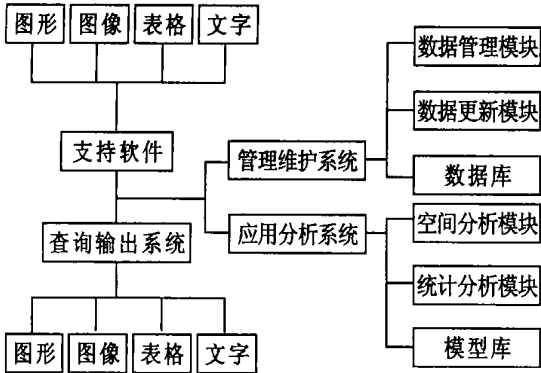 图形 图像 表格 文字
数据管理模块
数据更新模块
支持软件
管理维护系统
数据库
查询输出系统
应用分析系统
空间分析模块
统计分析模块
图形 图像 表格 文字
模型库